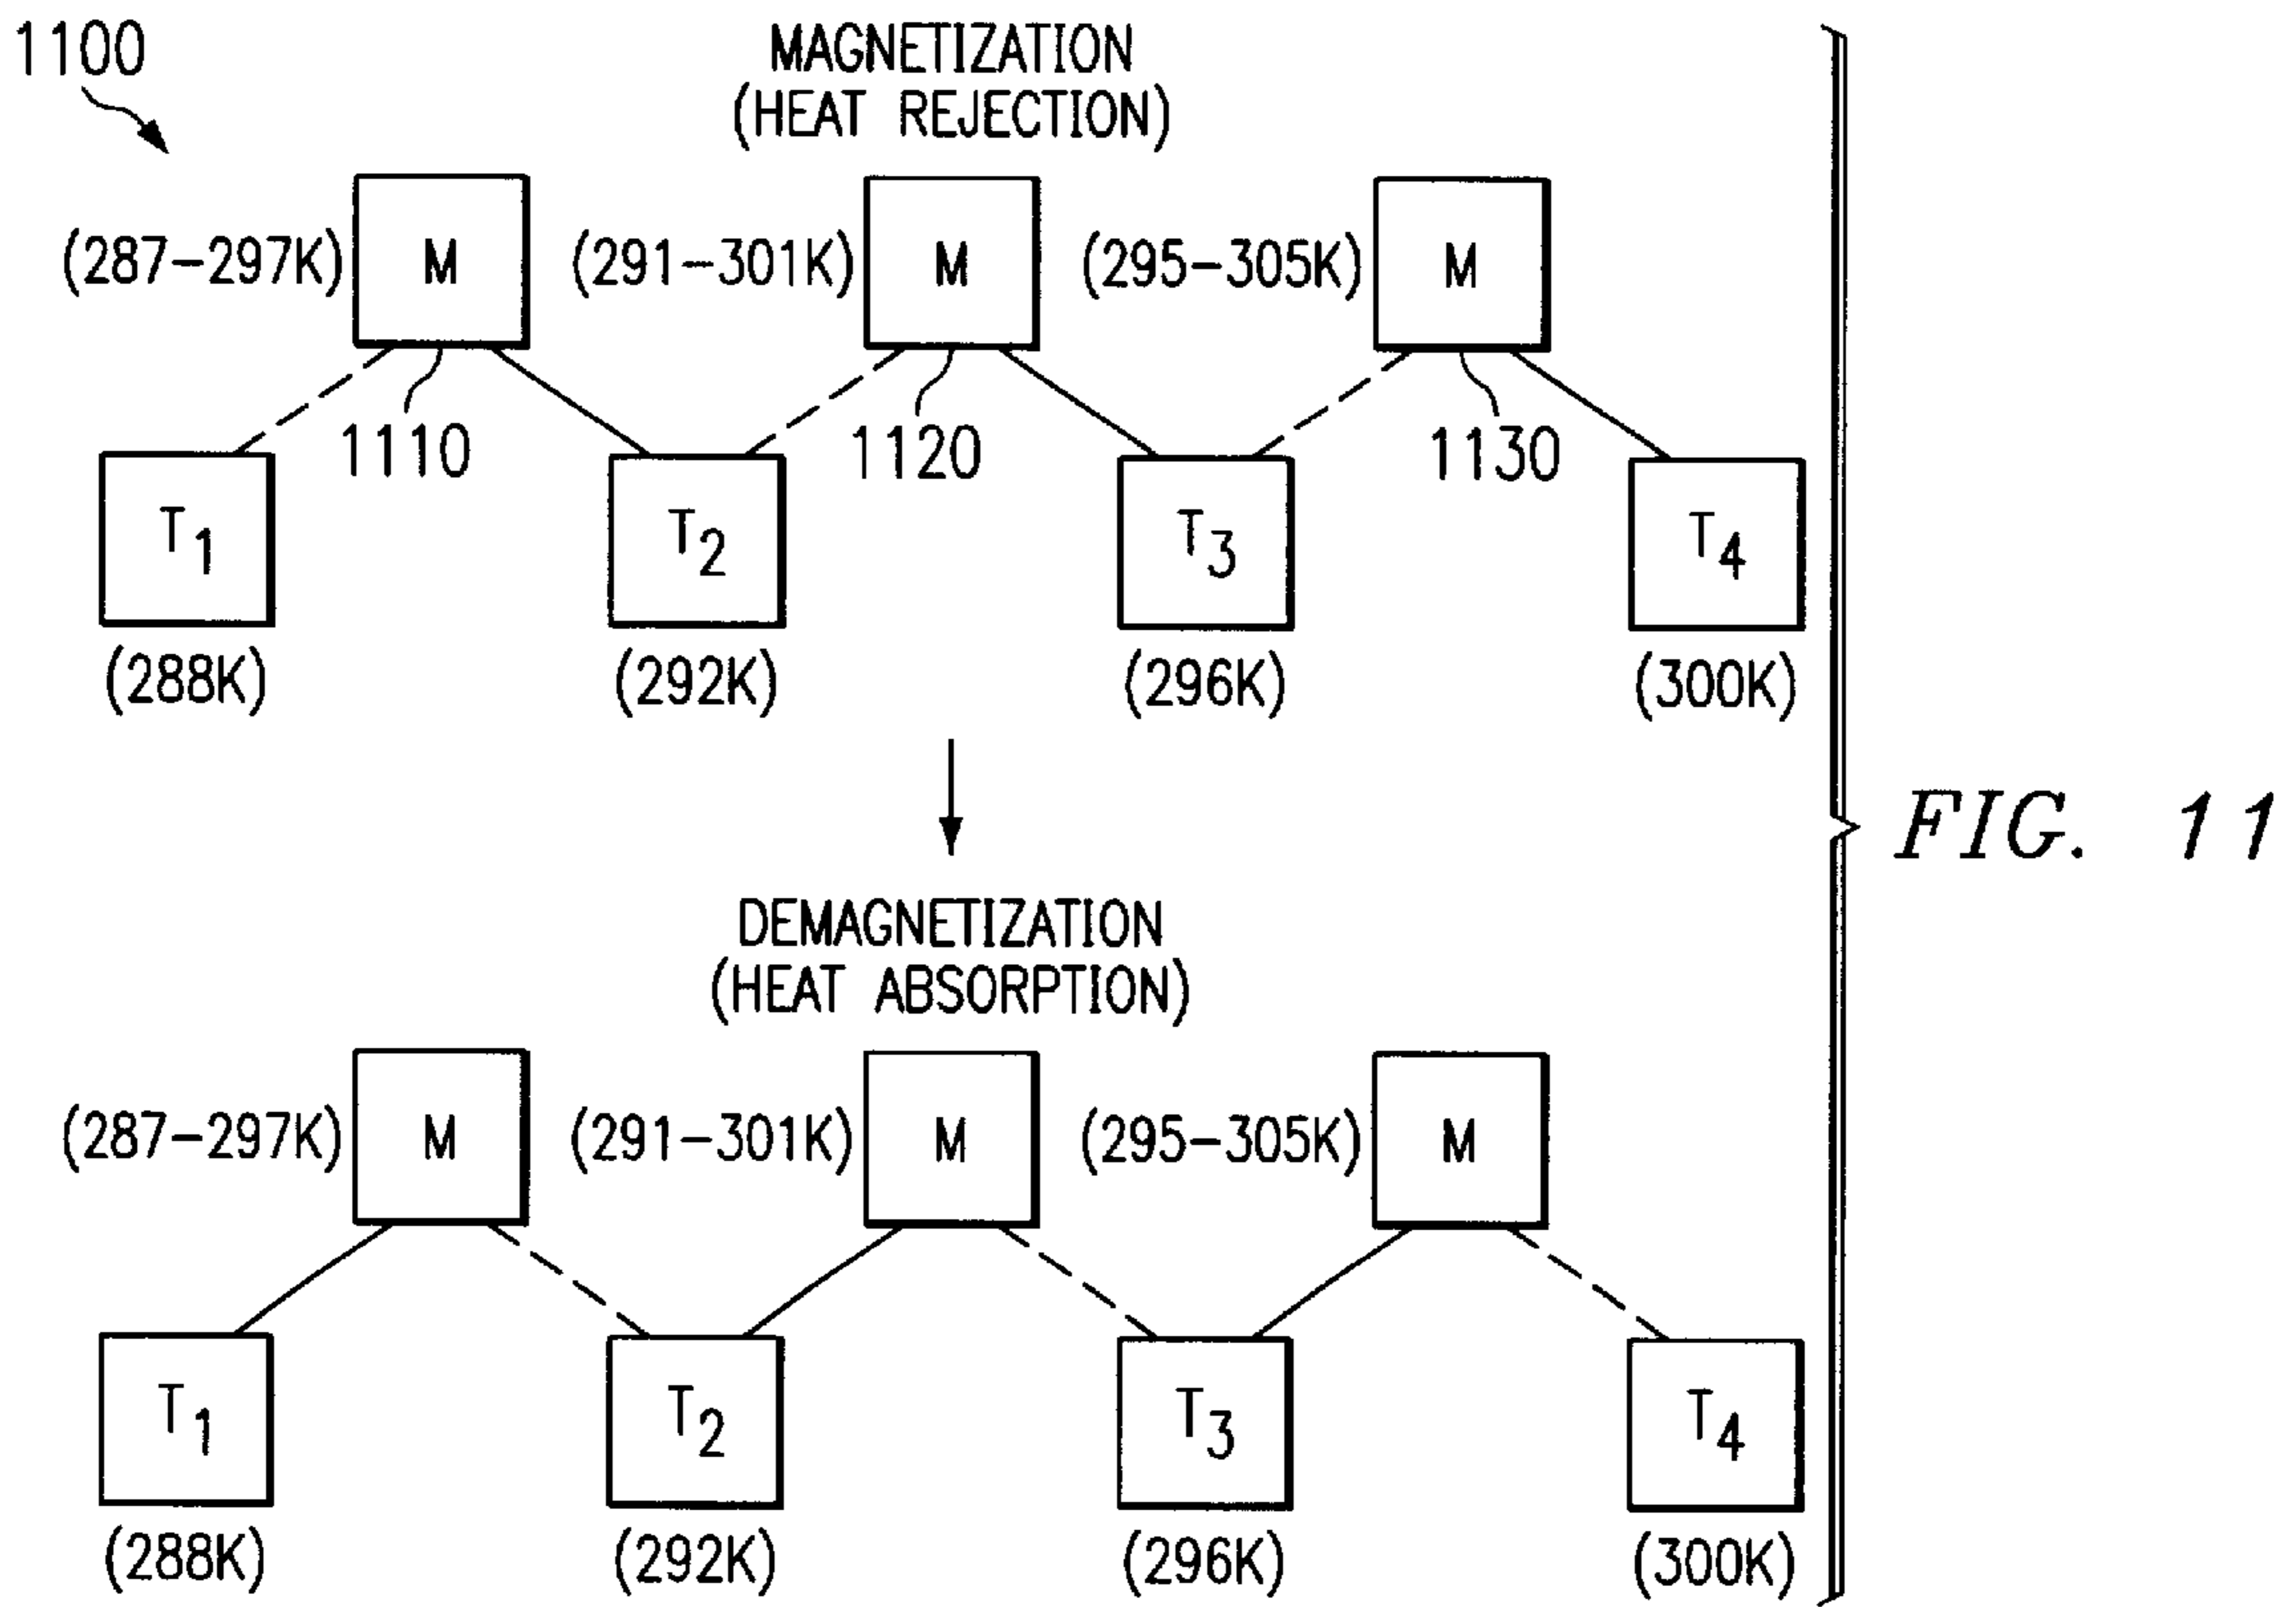 1100
MAGNETIZATION
(HEAT REJECTION)
(287–297K) M (291–301K) M (295–305K) M
1110 1120 1130
T1 T2 T3 T4
(288K) (292K) (296K) (300K)
FIG. 11
DEMAGNETIZATION
(HEAT ABSORPTION)
(287–297K) M (291–301K) M (295–305K) M
T1 T2 T3 T4
(288K) (292K) (296K) (300K)